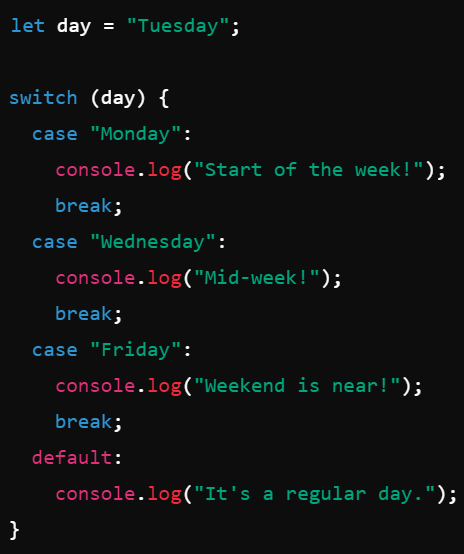 let day = "Tuesday";

switch (day) {
  case "Monday":
    console.log("Start of the week!");
    break;
  case "Wednesday":
    console.log("Mid-week!");
    break;
  case "Friday":
    console.log("Weekend is near!");
    break;
  default:
    console.log("It's a regular day.");
}